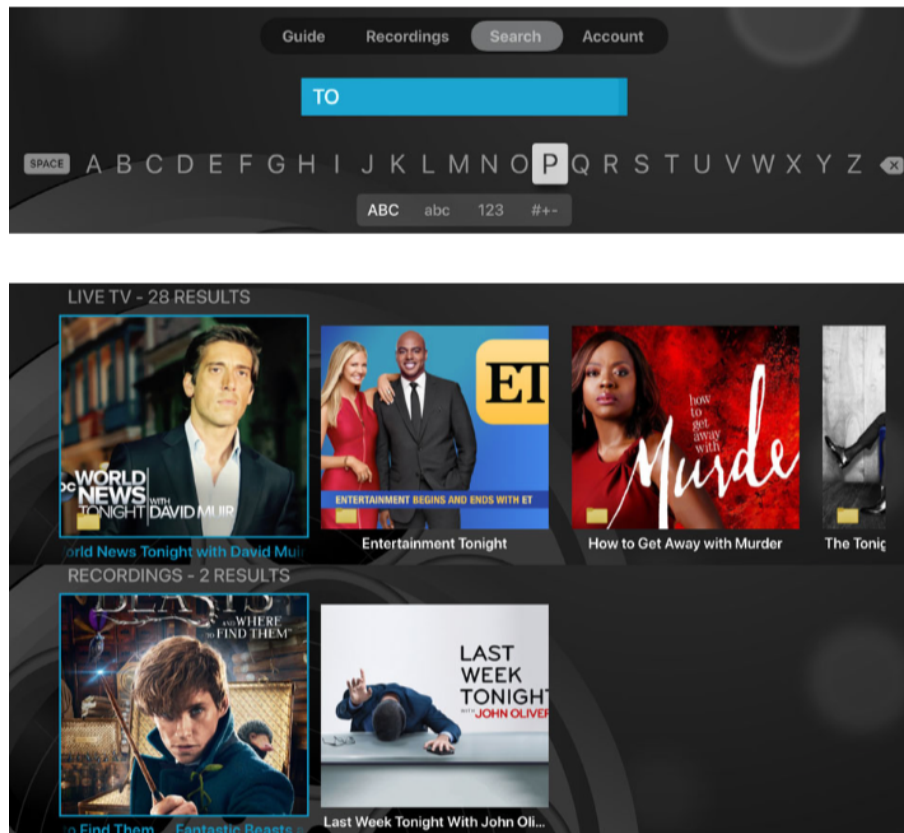 Guide Recordings Search Account
TO
SPACE A B C D E F G H I J K L M N O P Q R S T U V W X Y Z
ABC abc 123 #+-
LIVE TV - 28 RESULTS
WORLD
NEWS
TONIGHT WITH DAVID MUIR
ET
ENTERTAINMENT BEGINS AND ENDS WITH ET
how
to
get
away
with
Murde
orld News Tonight with David Muir
Entertainment Tonight
How to Get Away with Murder
The Tonig
RECORDINGS - 2 RESULTS
BEASTS
AND WHERE
TO FIND THEM
LAST
WEEK
TONIGHT
WITH JOHN OLIVER
o Find Them Fantastic Beasts a
Last Week Tonight With John Oli...